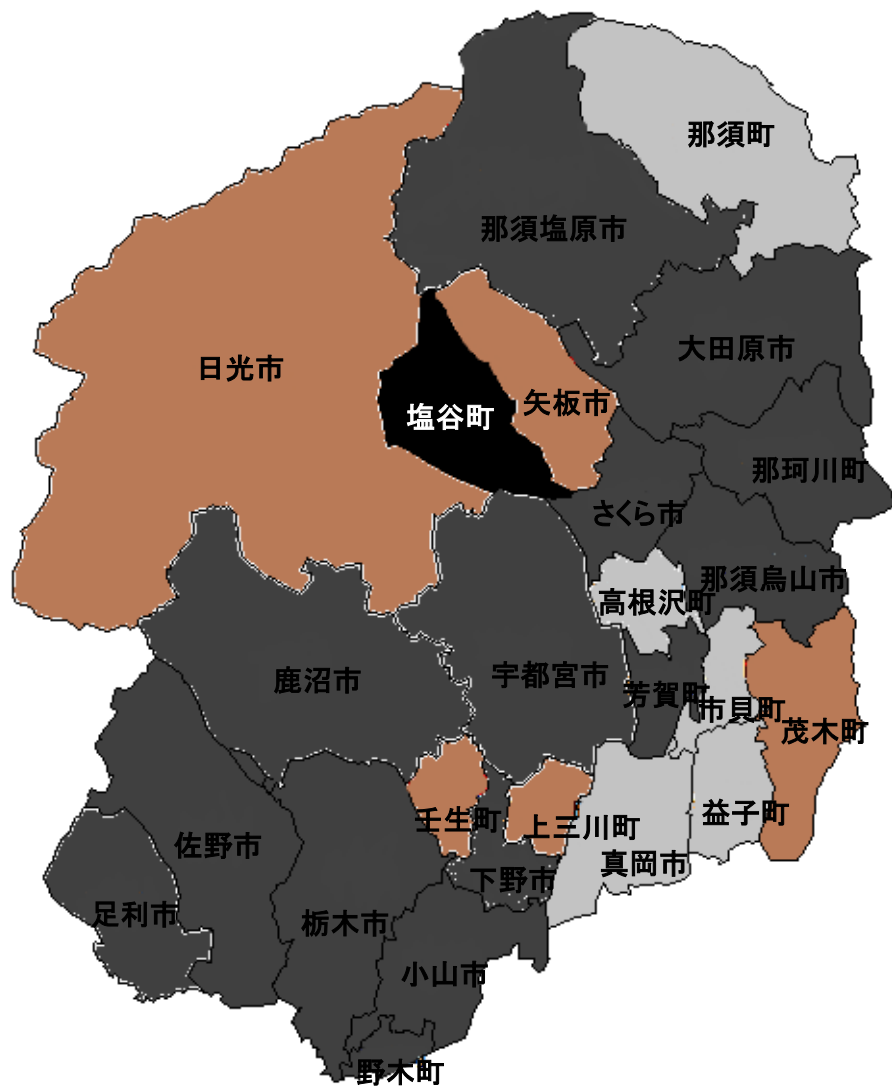 那須町
那須塩原市
大田原市
日光市
矢板市
塩谷町
那珂川町
さくら市
那須烏山市
高根沢町
鹿沼市
宇都宮市
芳賀町
市貝町
茂木町
壬生町
上三川町
益子町
佐野市
真岡市
下野市
足利市
栃木市
小山市
野木町